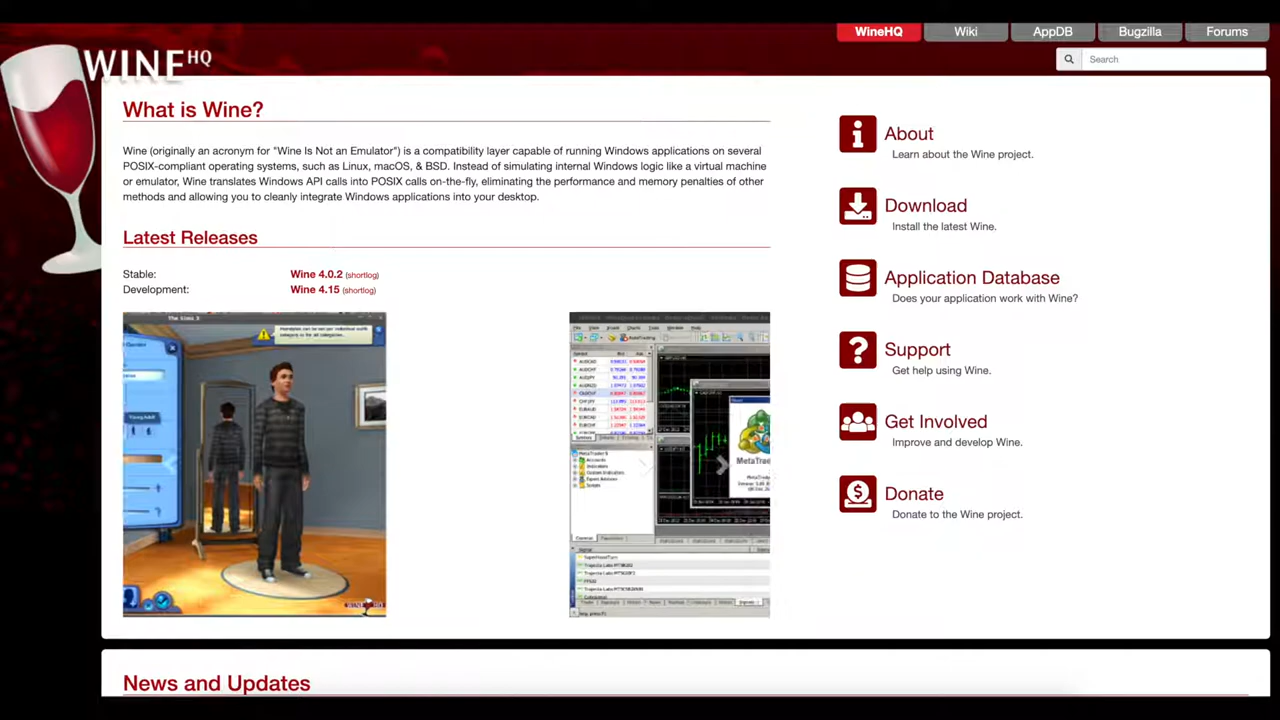 WINE HQ
WineHQ
Wiki
AppDB
Bugzilla
Forums
Search
What is Wine?
Wine (originally an acronym for "Wine Is Not an Emulator") is a compatibility layer capable of running Windows applications on several
POSIX-compliant operating systems, such as Linux, macOS, & BSD. Instead of simulating internal Windows logic like a virtual machine
or emulator, Wine translates Windows API calls into POSIX calls on-the-fly, eliminating the performance and memory penalties of other
methods and allowing you to cleanly integrate Windows applications into your desktop.
Latest Releases
Stable: Wine 4.0.2 (shortlog)
Development: Wine 4.15 (shortlog)
The Sims 3
About
Learn about the Wine project.
Download
Install the latest Wine.
Application Database
Does your application work with Wine?
Support
Get help using Wine.
Get Involved
Improve and develop Wine.
Donate
Donate to the Wine project.
News and Updates